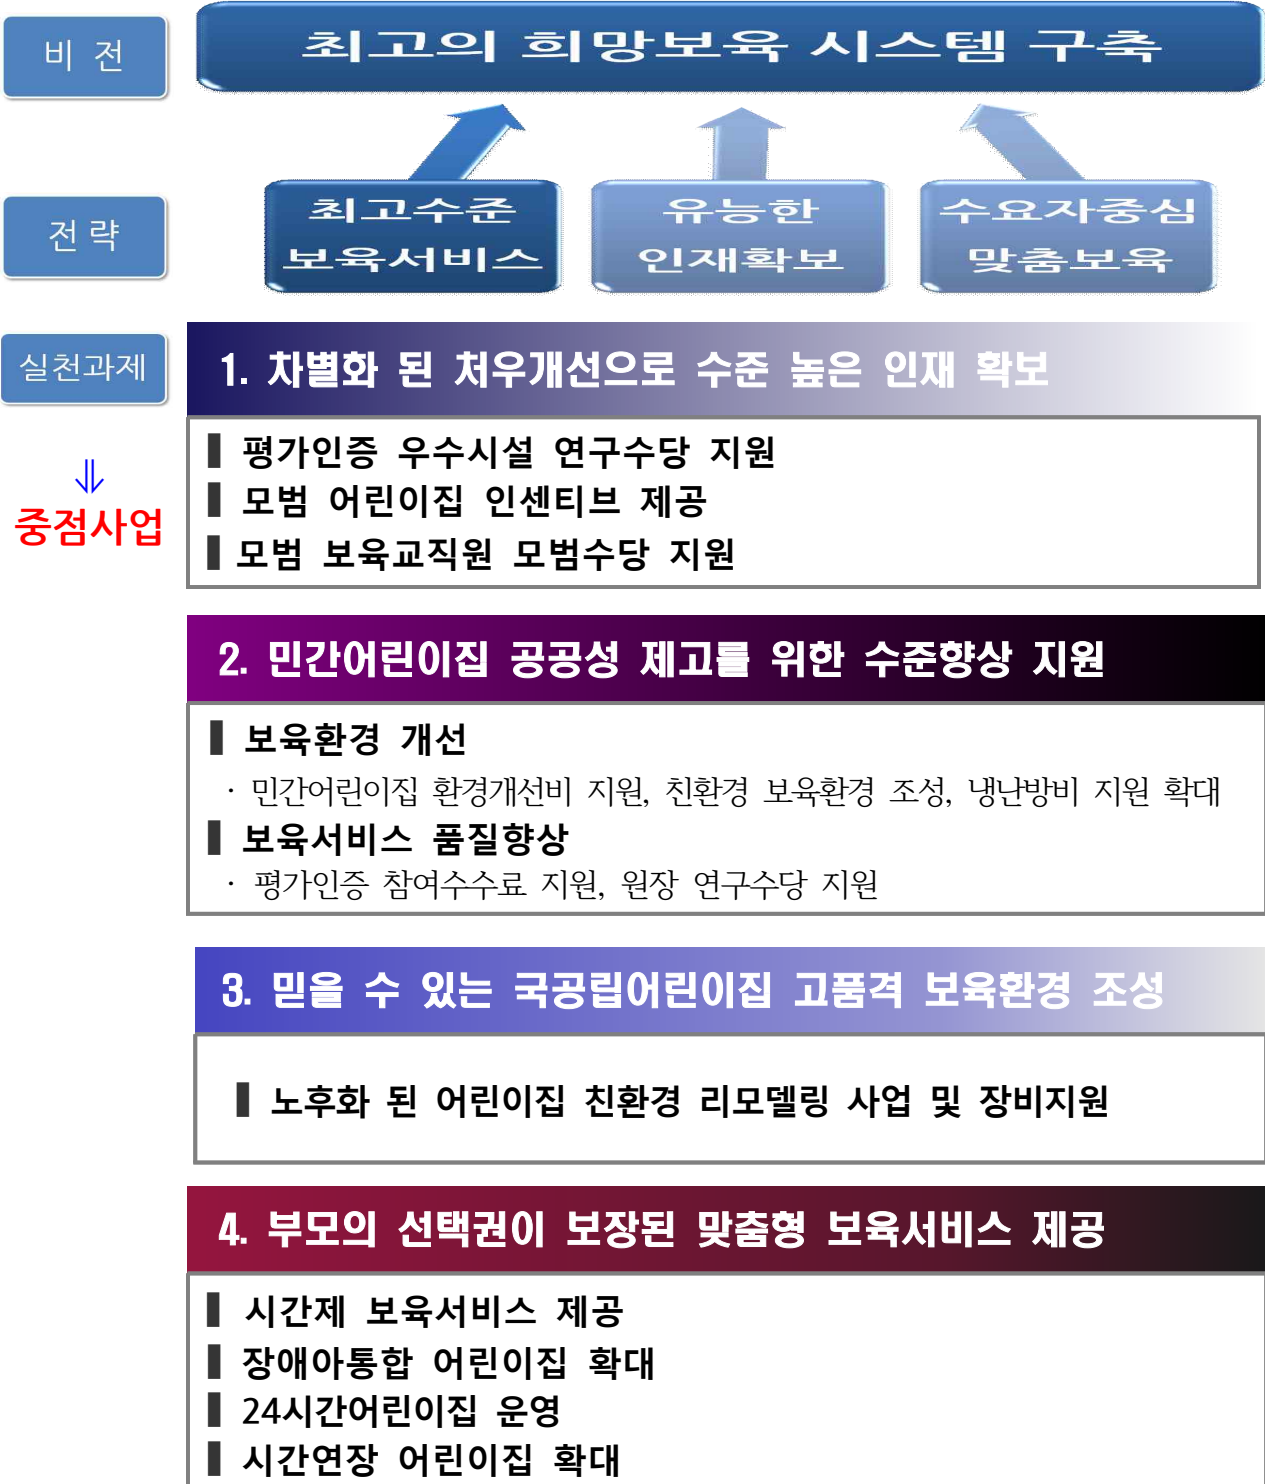 비 전
최고의 희망보육 시스템 구축
전 략
최고수준
보육서비스
유능한
인재확보
수요자중심
맞춤보육
실천과제
⇓
중점사업
1. 차별화 된 처우개선으로 수준 높은 인재 확보
▌평가인증 우수시설 연구수당 지원
▌모범 어린이집 인센티브 제공
▌모범 보육교직원 모범수당 지원
2. 민간어린이집 공공성 제고를 위한 수준향상 지원
▌보육환경 개선
· 민간어린이집 환경개선비 지원, 친환경 보육환경 조성, 냉난방비 지원 확대
▌보육서비스 품질향상
· 평가인증 참여수수료 지원, 원장 연구수당 지원
3. 믿을 수 있는 국공립어린이집 고품격 보육환경 조성
▌노후화 된 어린이집 친환경 리모델링 사업 및 장비지원
4. 부모의 선택권이 보장된 맞춤형 보육서비스 제공
▌시간제 보육서비스 제공
▌장애아통합 어린이집 확대
▌24시간어린이집 운영
▌시간연장 어린이집 확대